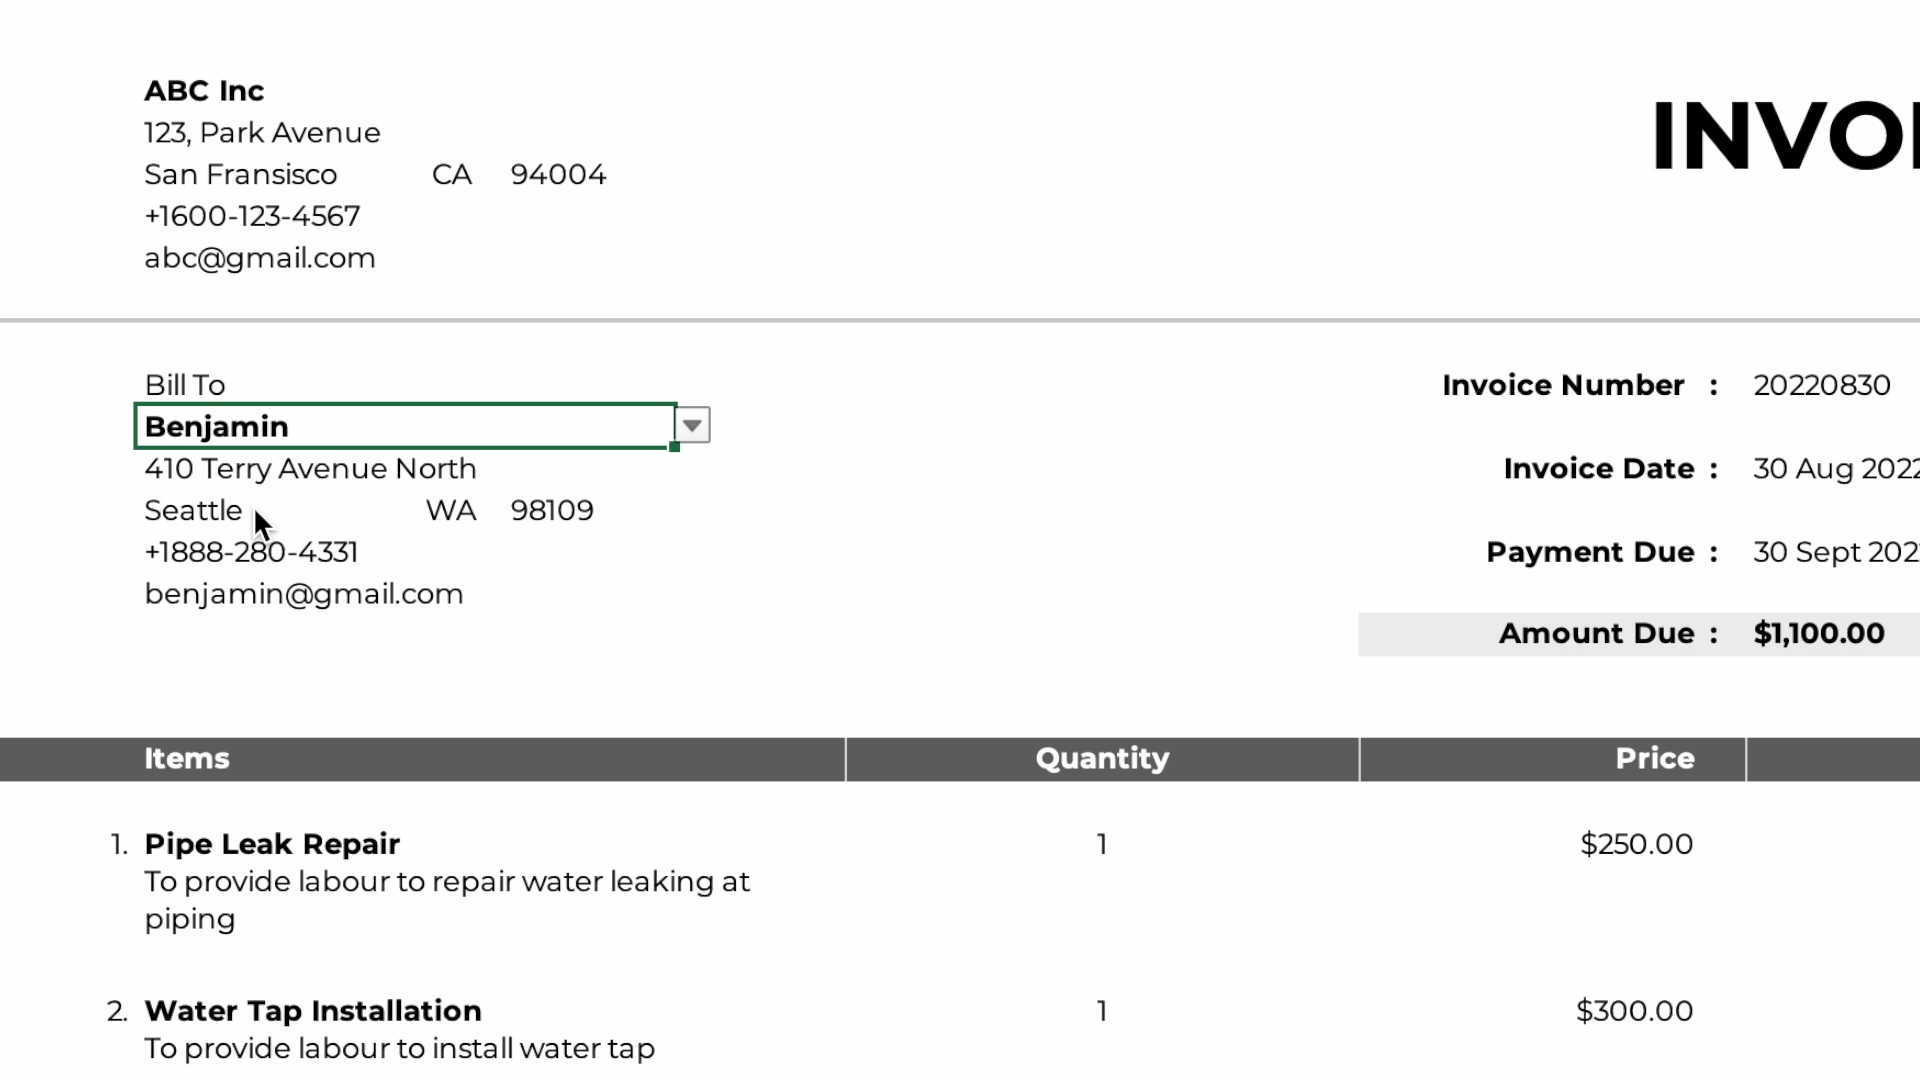 ABC Inc
123, Park Avenue
San Fransisco CA 94004
+1600-123-4567
abc@gmail.com
INVO
Bill To
Benjamin
410 Terry Avenue North
Seattle WA 98109
+1888-280-4331
benjamin@gmail.com
Invoice Number : 20220830
Invoice Date : 30 Aug 2022
Payment Due : 30 Sept 202
Amount Due : $1,100.00
Items Quantity Price
1. Pipe Leak Repair 1 $250.00
To provide labour to repair water leaking at
piping
2. Water Tap Installation 1 $300.00
To provide labour to install water tap